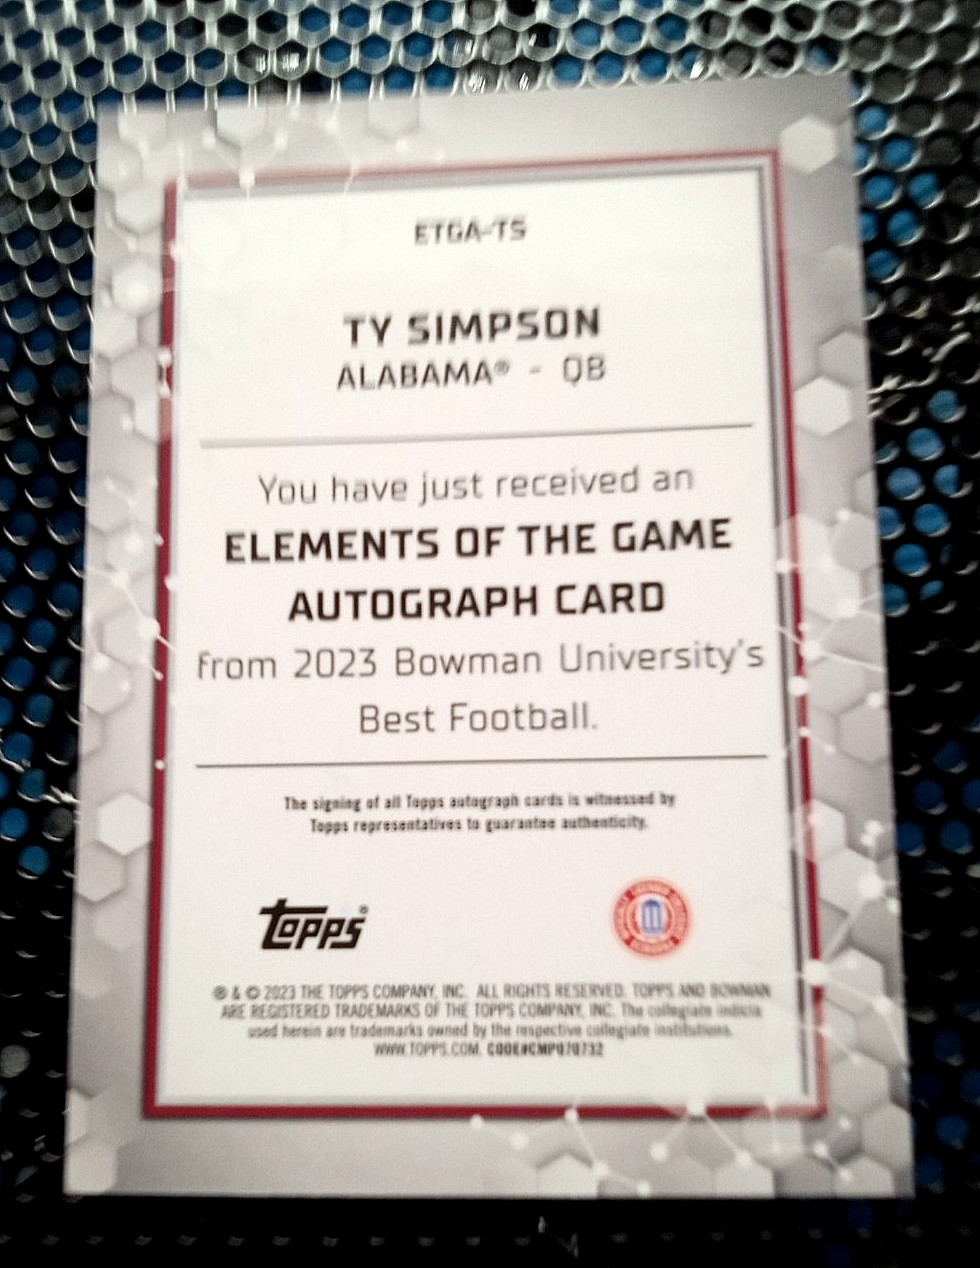 ETGA-TS
TY SIMPSON
ALABAMA® - QB
You have just received an
ELEMENTS OF THE GAME
AUTOGRAPH CARD
from 2023 Bowman University's
Best Football.
The signing of all Topps autograph cards is witnessed by
Topps representatives to guarantee authenticity.
Topps®
® & © 2023 THE TOPPS COMPANY, INC. ALL RIGHTS RESERVED. TOPPS AND BOWMAN
ARE REGISTERED TRADEMARKS OF THE TOPPS COMPANY, INC. The collegiate indicia
used herein are trademarks owned by the respective collegiate institutions.
WWW.TOPPS.COM. CODE#CMP070732